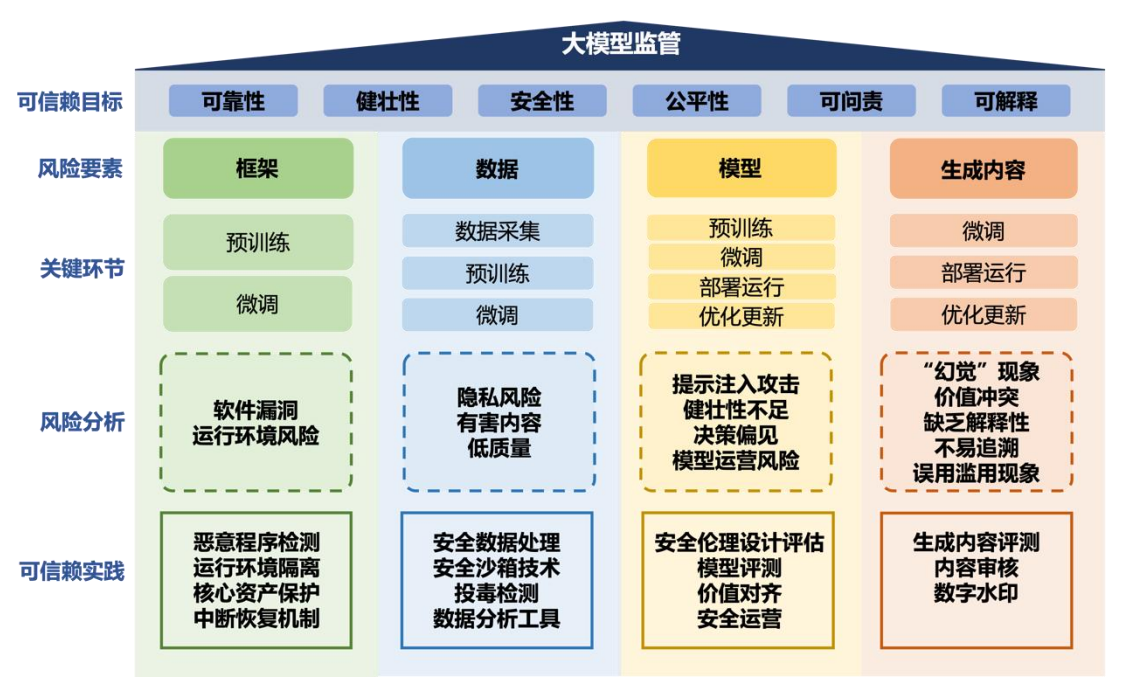 大模型监管
可信赖目标
可靠性
健壮性
安全性
公平性
可问责
可解释
风险要素
框架
数据
模型
生成内容
关键环节
预训练
微调
数据采集
预训练
微调
预训练
微调
部署运行
优化更新
微调
部署运行
优化更新
风险分析
软件漏洞
运行环境风险
隐私风险
有害内容
低质量
提示注入攻击
健壮性不足
决策偏见
模型运营风险
“幻觉”现象
价值冲突
缺乏解释性
不易追溯
误用滥用现象
可信赖实践
恶意程序检测
运行环境隔离
核心资产保护
中断恢复机制
安全数据处理
安全沙箱技术
投毒检测
数据分析工具
安全伦理设计评估
模型评测
价值对齐
安全运营
生成内容评测
内容审核
数字水印